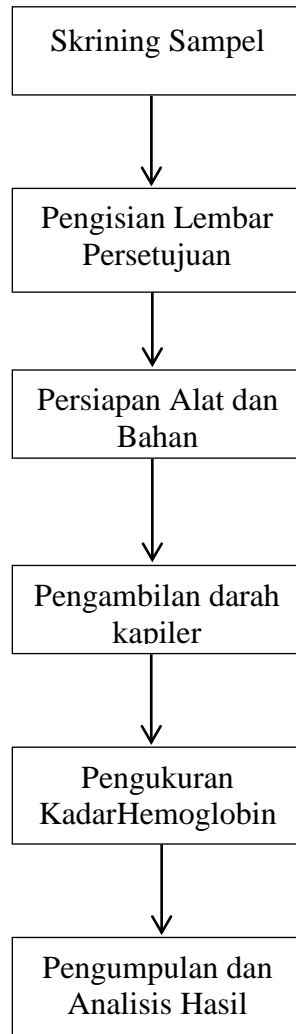 Skrining Sampel
Pengisian Lembar
Persetujuan
Persiapan Alat dan
Bahan
Pengambilan darah
kapiler
Pengukuran
KadarHemoglobin
Pengumpulan dan
Analisis Hasil